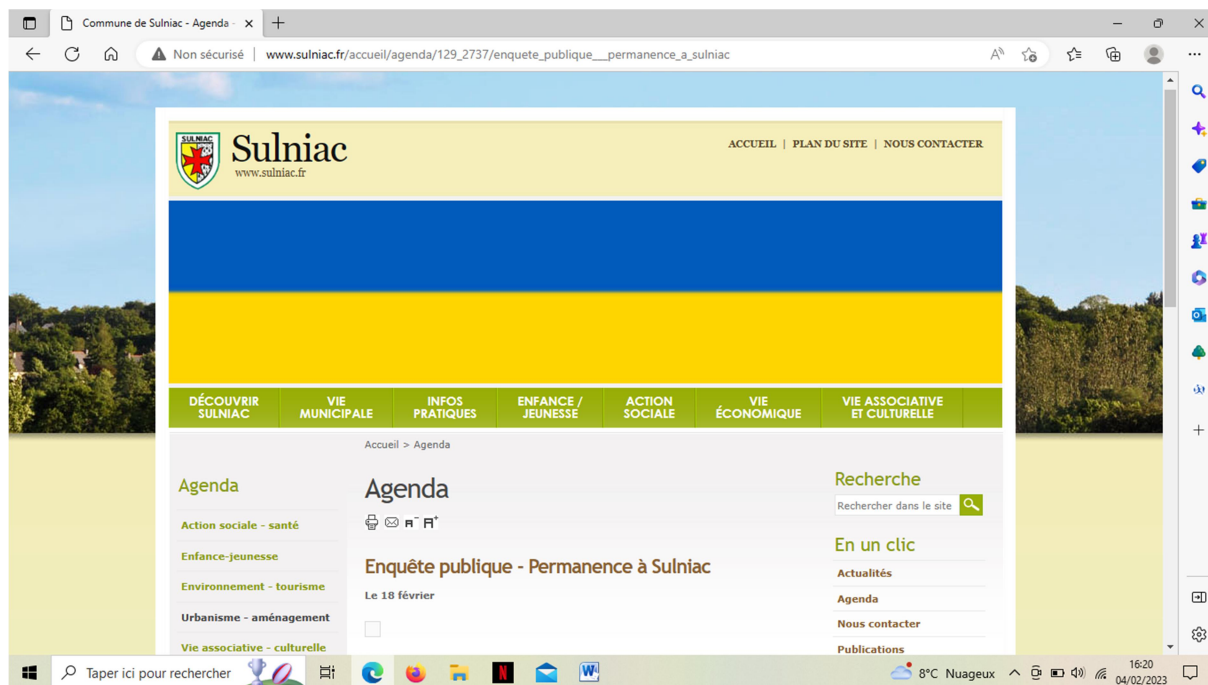 Commune de Sulniac - Agenda -
Non sécurisé | www.sulniac.fr/accueil/agenda/129_2737/enquete_publique___permanence_a_sulniac
SULNIAC
Sulniac
www.sulniac.fr
ACCUEIL | PLAN DU SITE | NOUS CONTACTER
DÉCOUVRIR SULNIAC
VIE MUNICIPALE
INFOS PRATIQUES
ENFANCE / JEUNESSE
ACTION SOCIALE
VIE ÉCONOMIQUE
VIE ASSOCIATIVE ET CULTURELLE
Accueil > Agenda
Agenda
Action sociale - santé
Enfance-jeunesse
Environnement - tourisme
Urbanisme - aménagement
Vie associative - culturelle
Agenda
A- A+
Enquête publique - Permanence à Sulniac
Le 18 février
Recherche
Rechercher dans le site
En un clic
Actualités
Agenda
Nous contacter
Publications
Taper ici pour rechercher
8°C Nuageux
16:20
04/02/2023